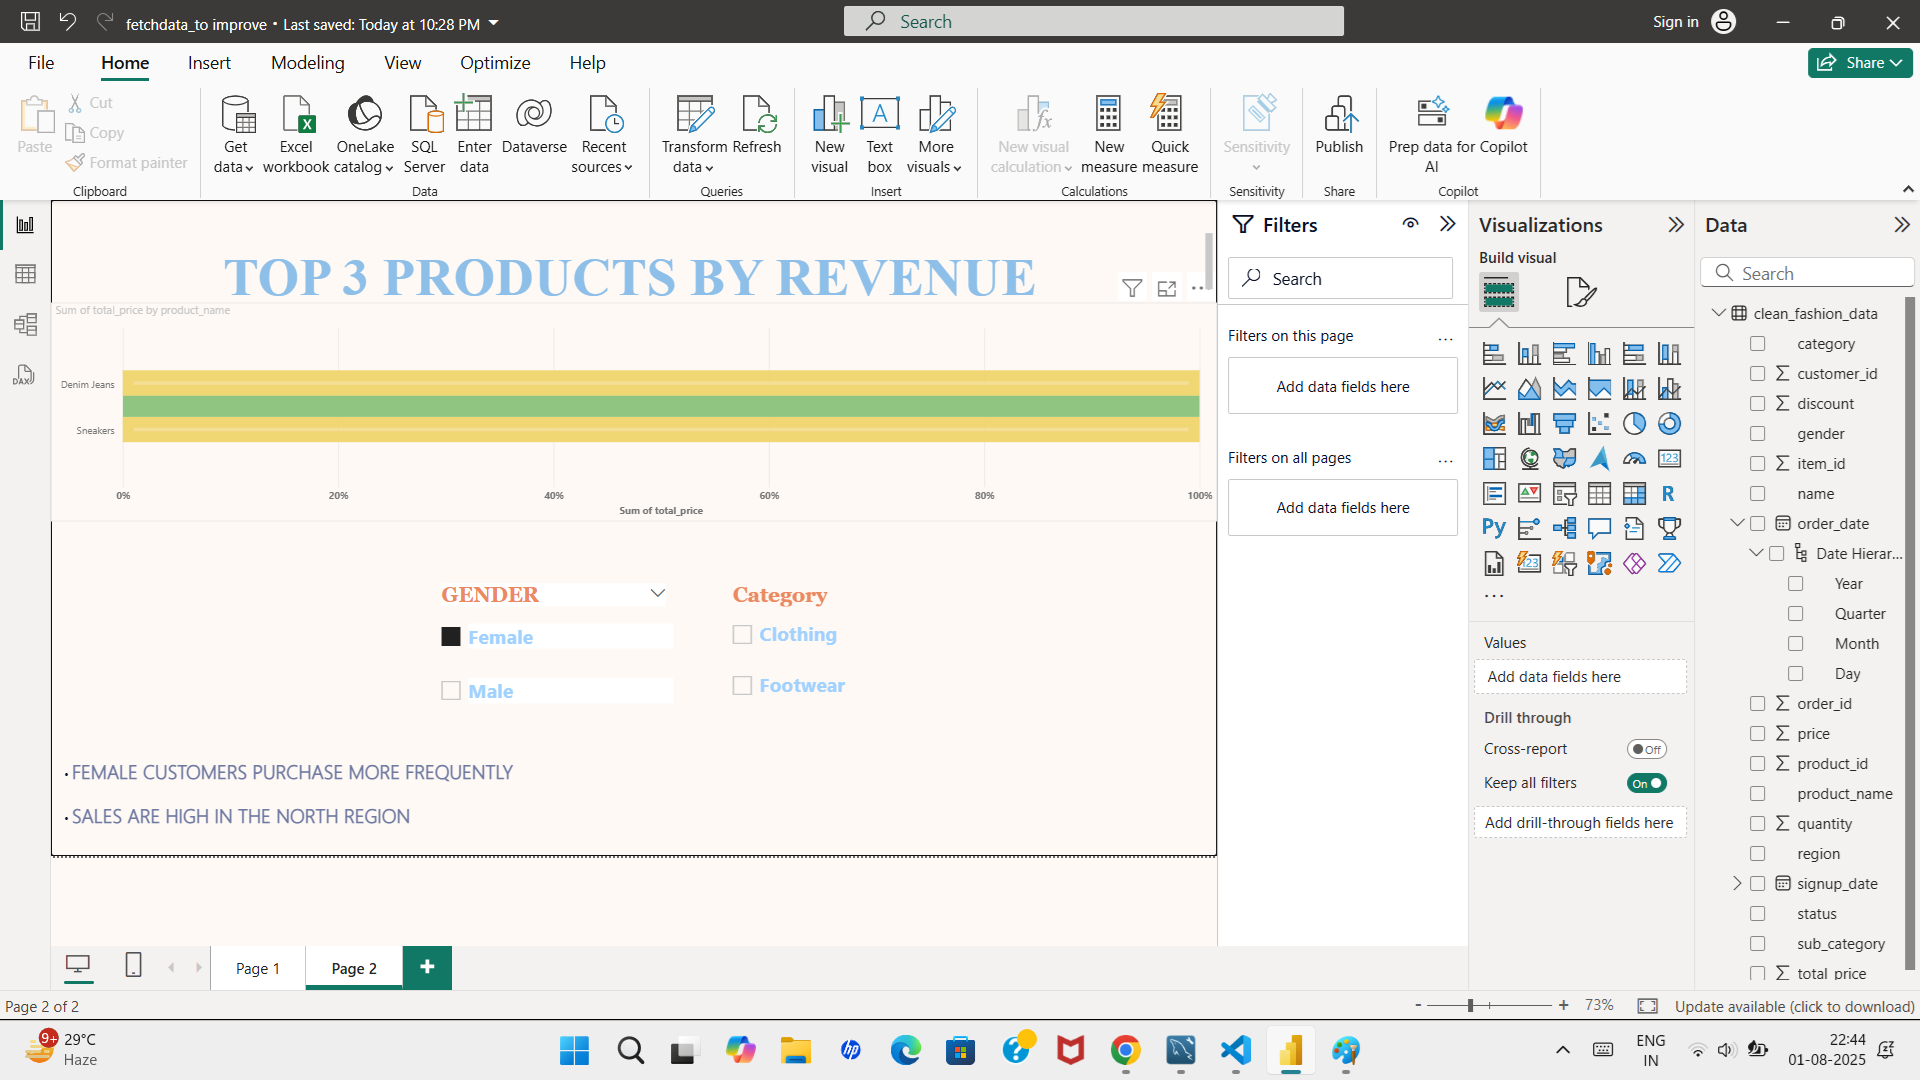 fetchdata_to improve • Last saved: Today at 10:28 PM
Search
Sign in
File
Home
Insert
Modeling
View
Optimize
Help
Share
Paste
Cut
Copy
Format painter
Clipboard
Get data
Excel workbook
OneLake catalog
SQL Server
Enter data
Dataverse
Recent sources
Data
Transform data
Refresh
Queries
New visual
Text box
More visuals
Insert
New visual calculation
New measure
Quick measure
Calculations
Sensitivity
Sensitivity
Publish
Share
Prep data for AI
Copilot
Copilot
TOP 3 PRODUCTS BY REVENUE
Sum of total_price by product_name
Denim Jeans
Sneakers
0%
20%
40%
60%
80%
100%
Sum of total_price
GENDER
Female
Male
Category
Clothing
Footwear
· FEMALE CUSTOMERS PURCHASE MORE FREQUENTLY
· SALES ARE HIGH IN THE NORTH REGION
Filters
Search
Filters on this page
...
Add data fields here
Filters on all pages
...
Add data fields here
Visualizations
Build visual
123
R
Py
123
...
Values
Add data fields here
Drill through
Cross-report
Off
Keep all filters
On
Add drill-through fields here
Data
Search
clean_fashion_data
category
customer_id
discount
gender
item_id
name
order_date
Date Hierar...
Year
Quarter
Month
Day
order_id
price
product_id
product_name
quantity
region
signup_date
status
sub_category
total_price
DAX
Page 1
Page 2
+
Page 2 of 2
- + 73%
Update available (click to download)
9+
29°C
Haze
hp
ENG
IN
22:44
01-08-2025